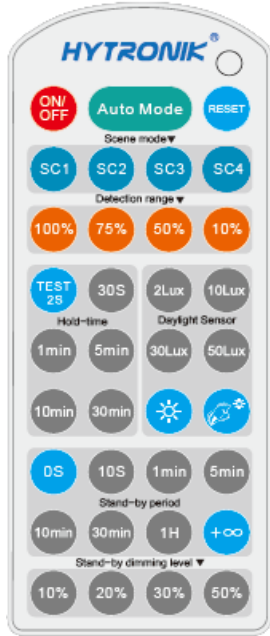 HYTRONIK®
ON/OFF Auto Mode RESET
Scene mode▼
SC1 SC2 SC3 SC4
Detection range ▼
100% 75% 50% 10%
TEST 2S 30S 2Lux 10Lux
Hold-time Daylight Sensor
1min 5min 30Lux 50Lux
10min 30min
0S 10S 1min 5min
Stand-by period
10min 30min 1H +∞
Stand-by dimming level ▼
10% 20% 30% 50%